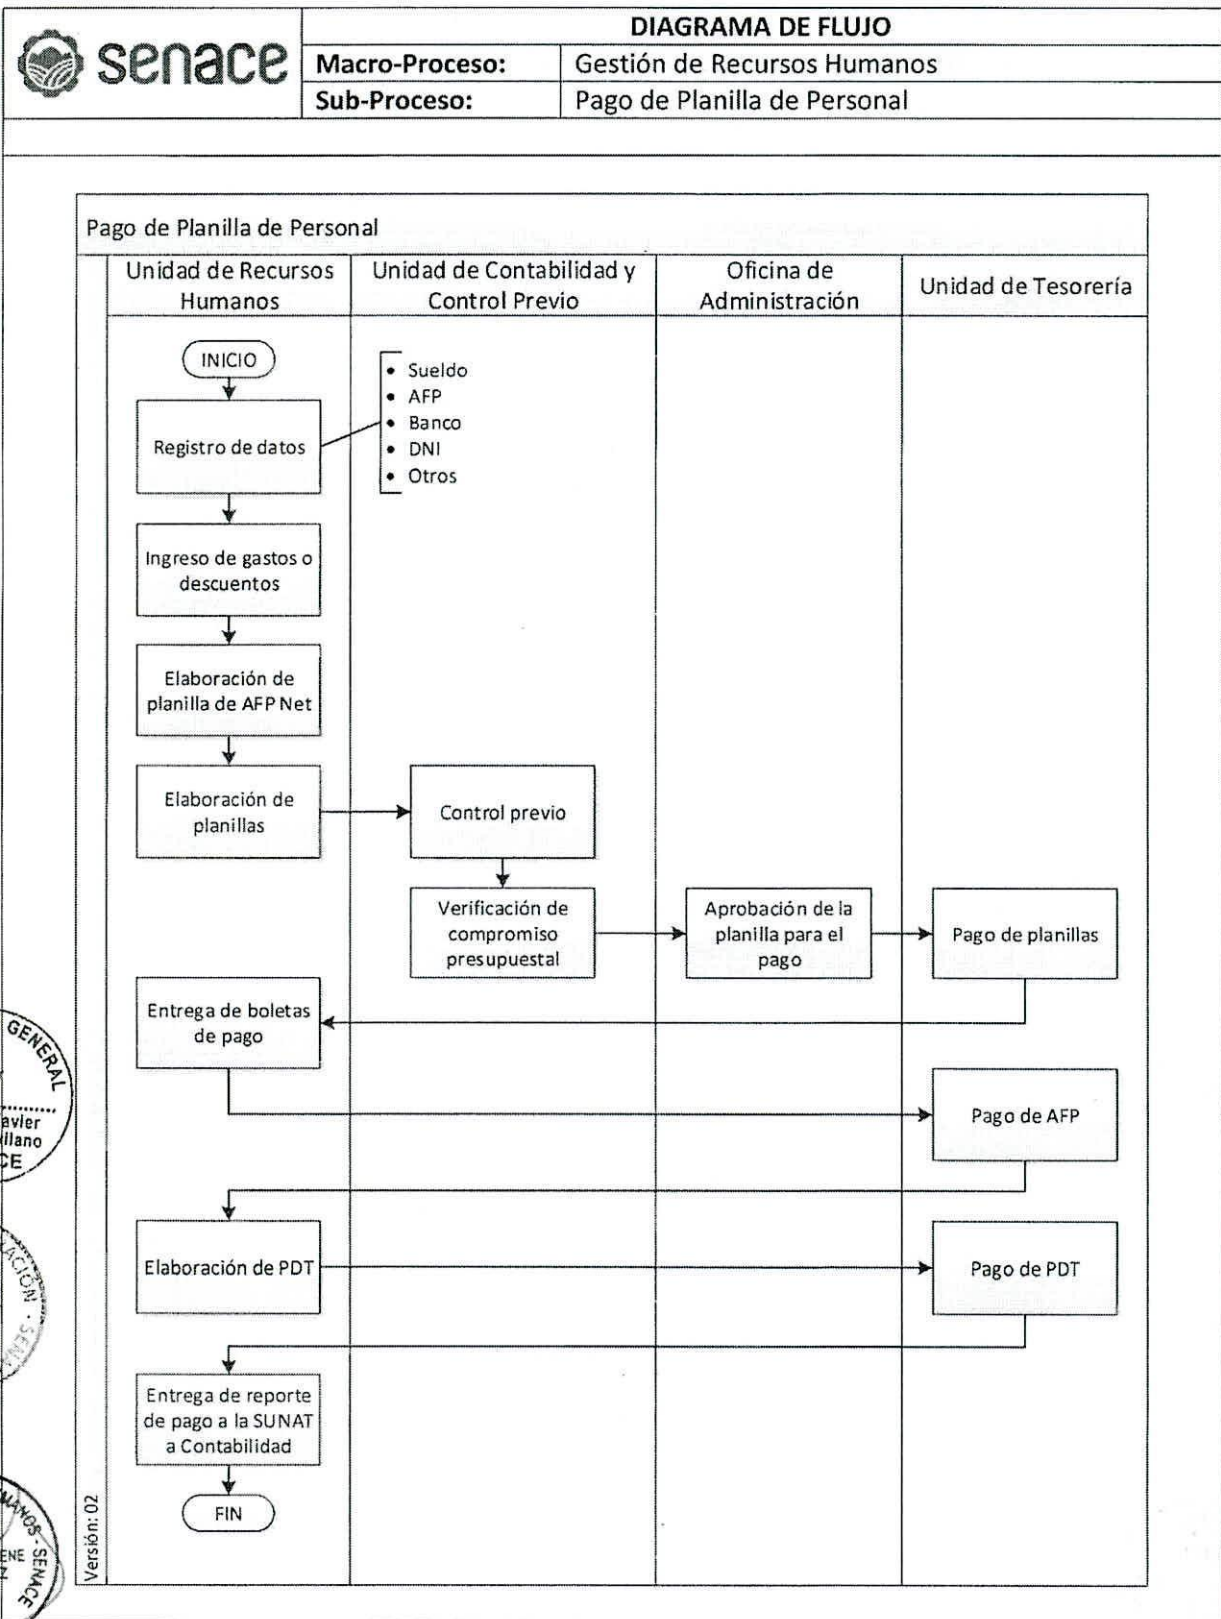 senace
DIAGRAMA DE FLUJO
Macro-Proceso:
Gestión de Recursos Humanos
Sub-Proceso:
Pago de Planilla de Personal
Pago de Planilla de Personal
Unidad de Recursos
Humanos
Unidad de Contabilidad y
Control Previo
Oficina de
Administración
Unidad de Tesorería
INICIO
• Sueldo
• AFP
• Banco
• DNI
• Otros
Registro de datos
Ingreso de gastos o
descuentos
Elaboración de
planilla de AFP Net
Elaboración de
planillas
Control previo
Verificación de
compromiso
presupuestal
Aprobación de la
planilla para el
pago
Pago de planillas
Entrega de boletas
de pago
Pago de AFP
Elaboración de PDT
Pago de PDT
Entrega de reporte
de pago a la SUNAT
a Contabilidad
FIN
Versión: 02
GENERAL